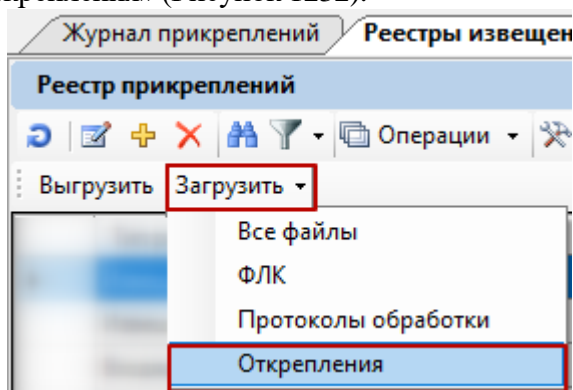 Журнал прикреплений Реестры извещен
Реестр прикреплений
Операции
Выгрузить Загрузить
Все файлы
ФЛК
Протоколы обработки
Открепления